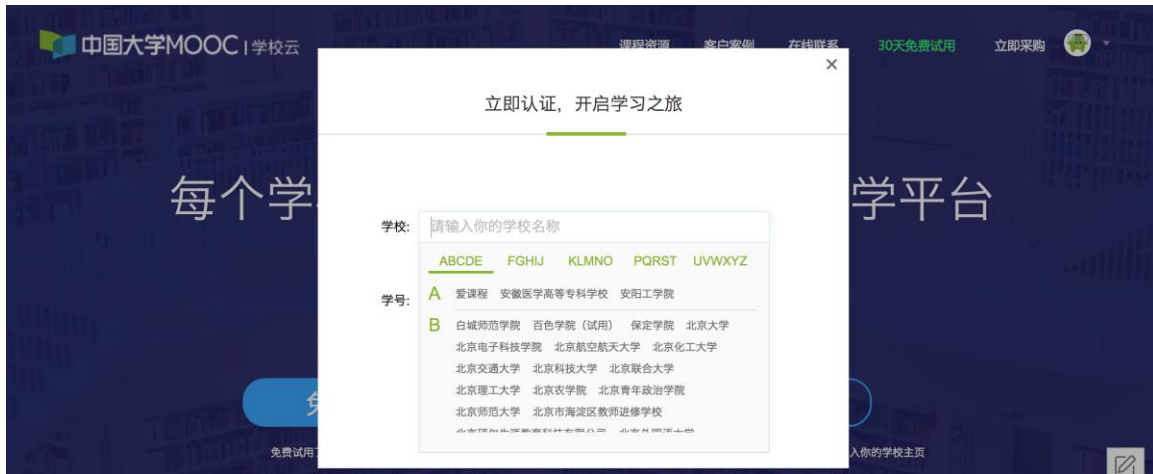 中国大学MOOC | 学校云
课程资源 客户案例 在线联系 30天免费试用 立即采购
×
立即认证，开启学习之旅
每个学 学平台
学校: 请输入你的学校名称
ABCDE FGHIJ KLMNO PQRST UVWXYZ
学号:
A 爱课程 安徽医学高等专科学校 安阳工学院
B 白城师范学院 百色学院（试用） 保定学院 北京大学
北京电子科技学院 北京航空航天大学 北京化工大学
北京交通大学 北京科技大学 北京联合大学
北京理工大学 北京农学院 北京青年政治学院
北京师范大学 北京市海淀区教师进修学校
免费试用 入你的学校主页